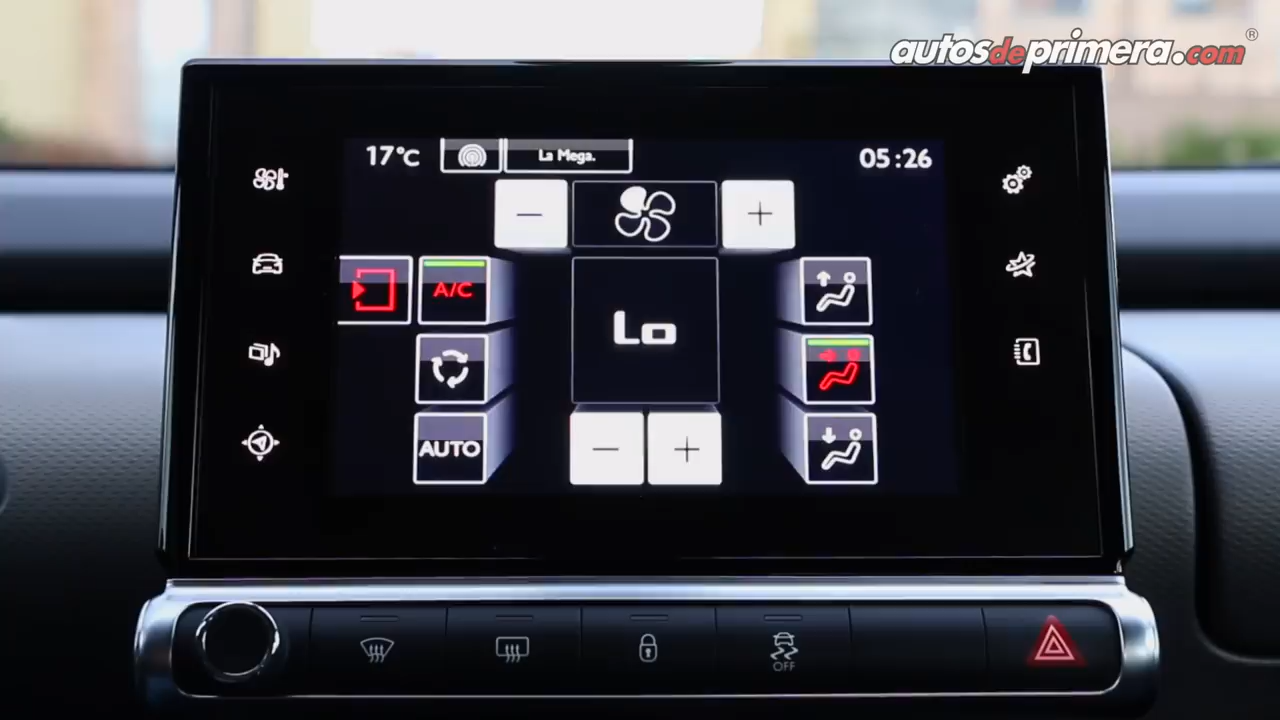 autosdeprimera.com®
17°C
La Mega.
05:26
− +
A/C
Lo
AUTO
− +
OFF